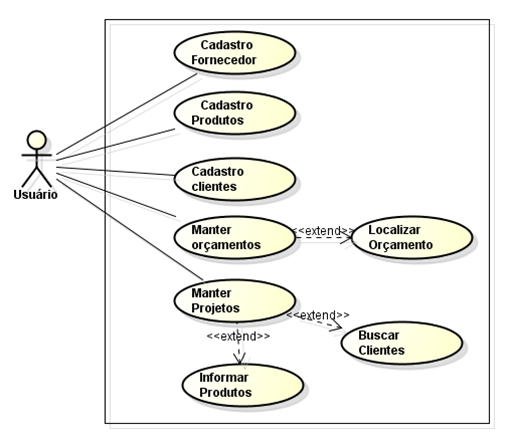 Cadastro
Fornecedor
Cadastro
Produtos
Usuário
Cadastro
clientes
Manter
orçamentos
<<extend>>
Localizar
Orçamento
Manter
Projetos
<<extend>>
Buscar
Clientes
<<extend>>
Informar
Produtos